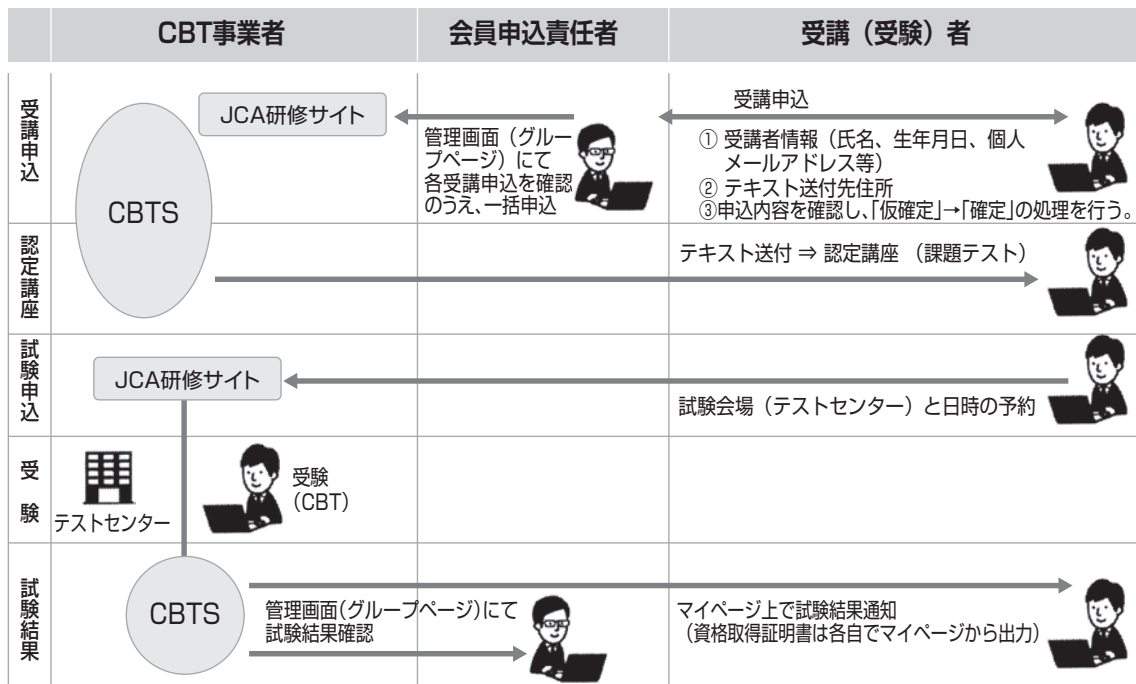 CBT事業者
会員申込責任者
受講（受験）者
受講申込
CBTS
JCA研修サイト
管理画面（グルー
プページ）にて
各受講申込を確認
のうえ、一括申込
受講申込
① 受講者情報（氏名、生年月日、個人
メールアドレス等）
② テキスト送付先住所
③申込内容を確認し、「仮確定」→「確定」の処理を行う。
認定講座
テキスト送付 ⇒ 認定講座 （課題テスト）
試験申込
JCA研修サイト
試験会場（テストセンター）と日時の予約
受験
テストセンター
受験
（CBT）
試験結果
CBTS
管理画面（グループページ）にて
試験結果確認
マイページ上で試験結果通知
（資格取得証明書は各自でマイページから出力）